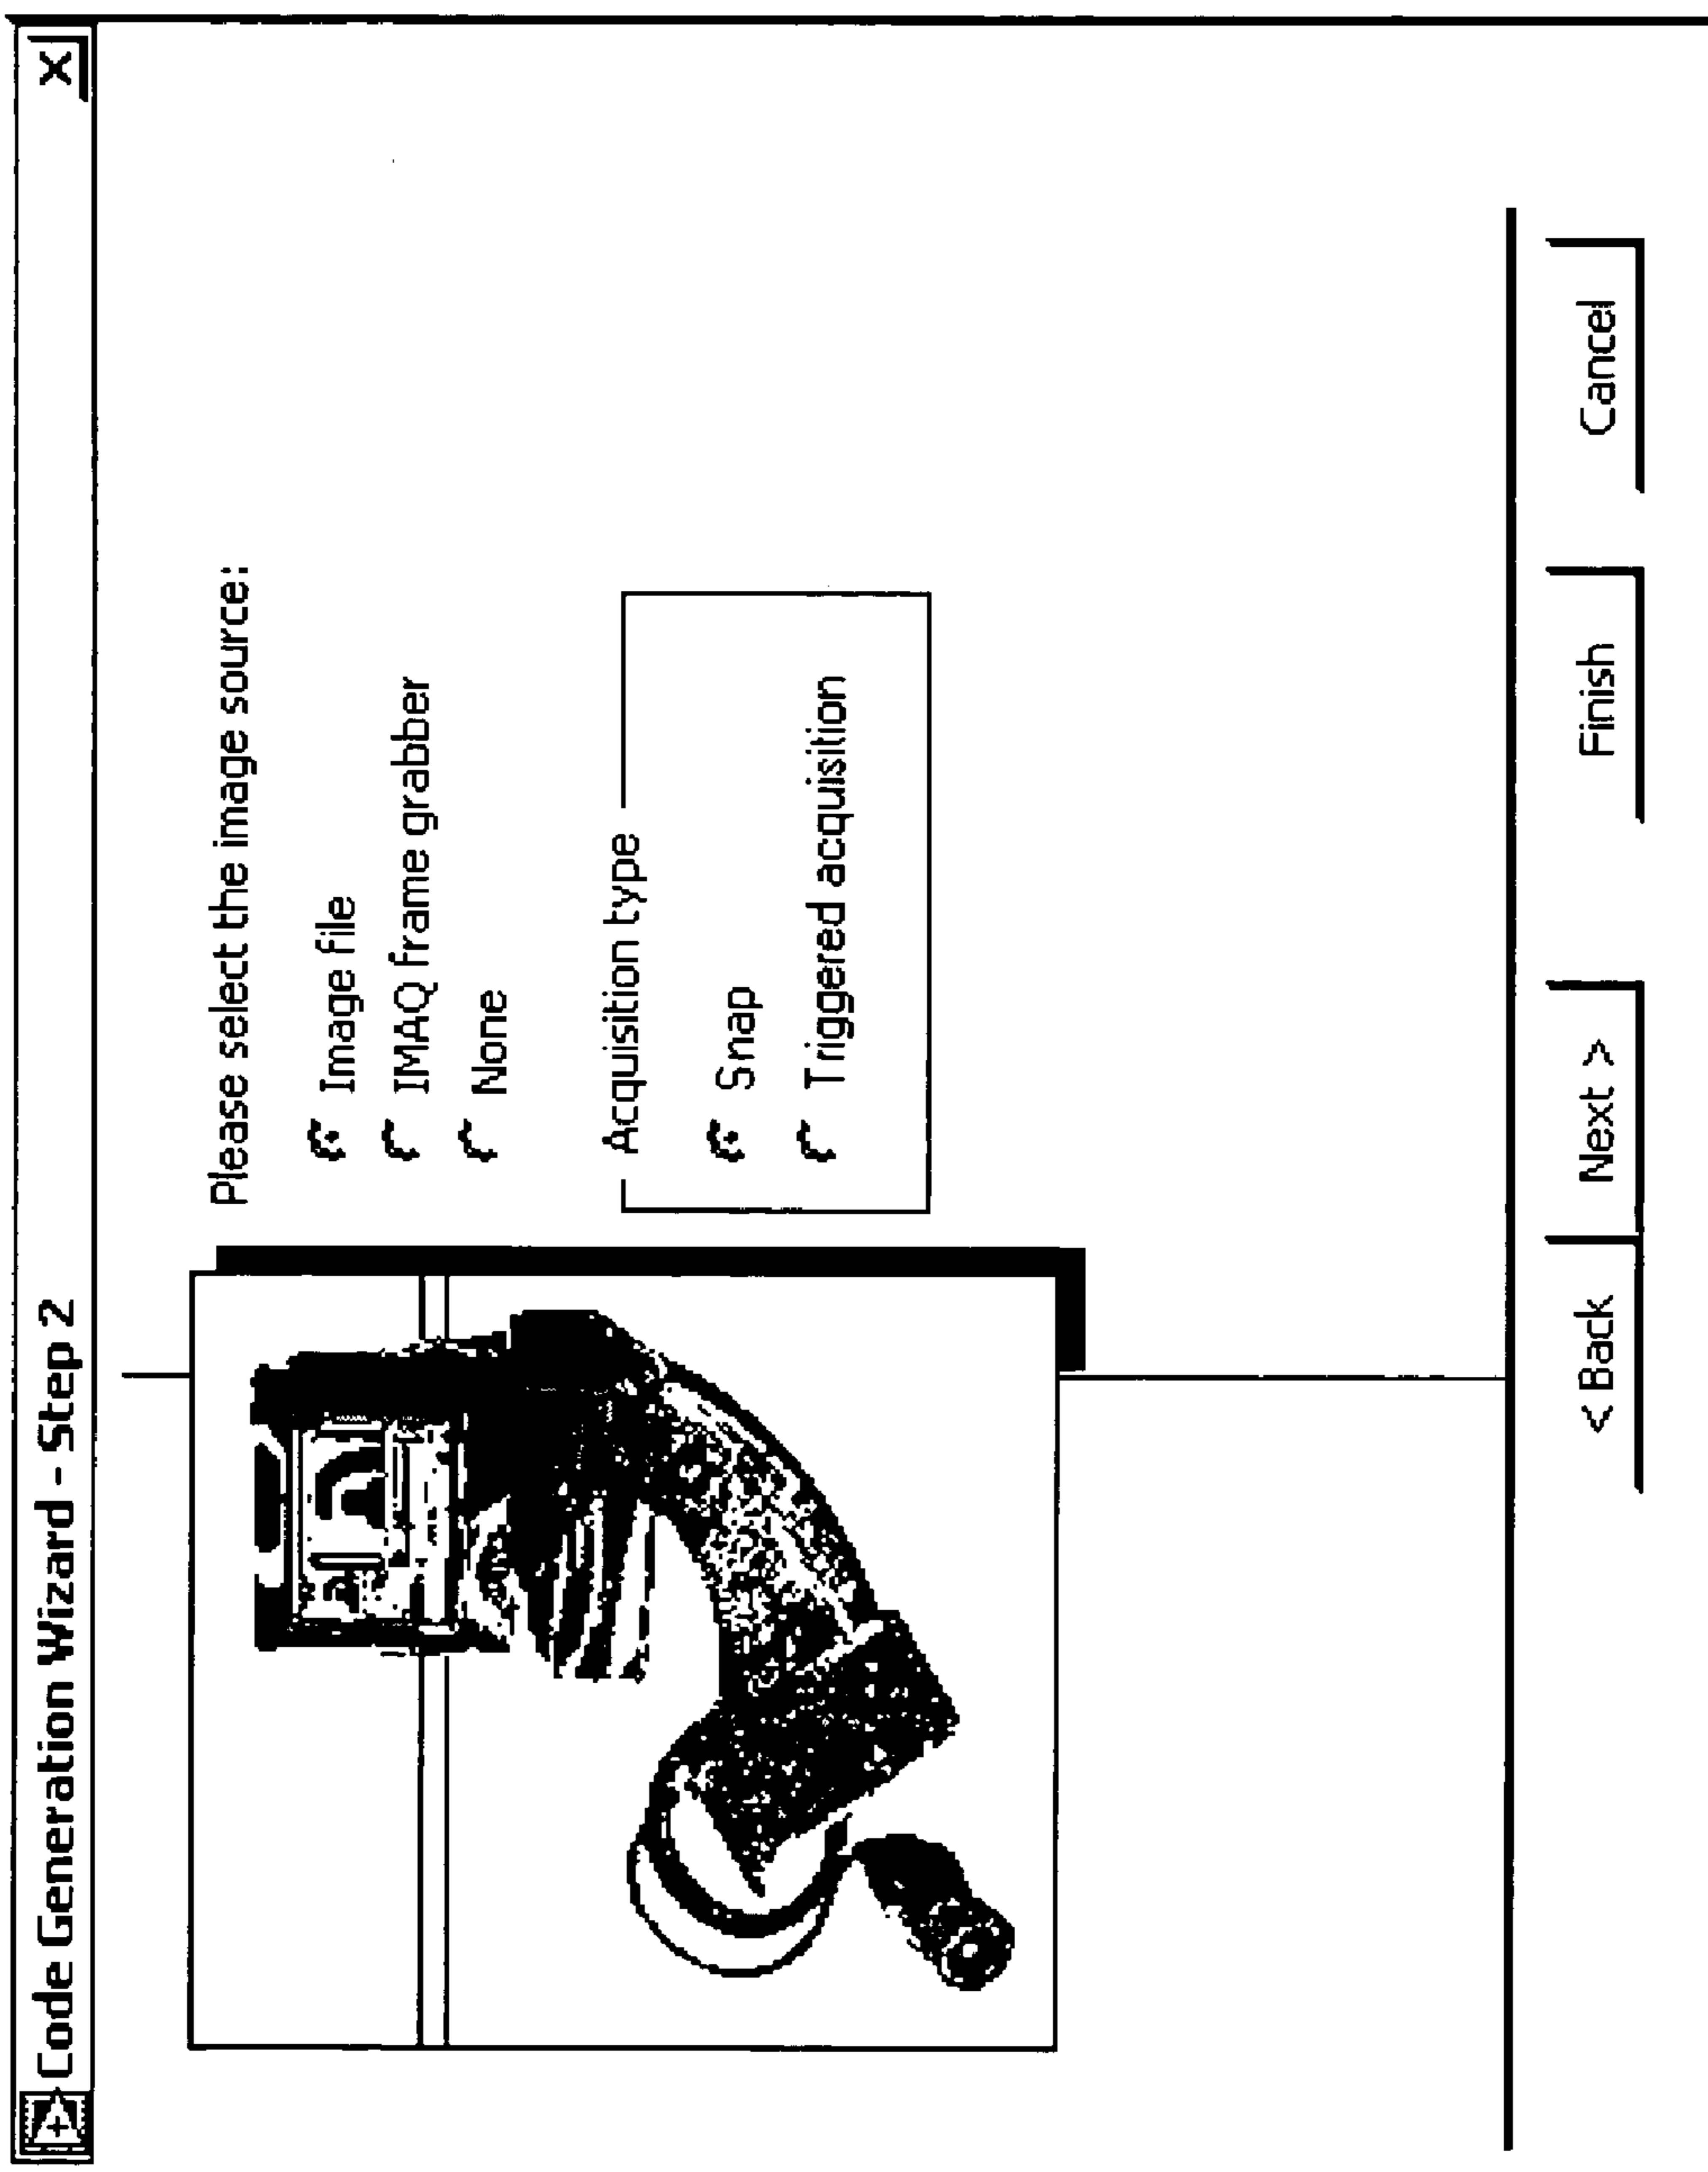 Code Generation Wizard - Step 2
X
Please select the image source:
Image file
IMAQ frame grabber
None
Acquisition type
Snap
Triggered acquisition
< Back
Next >
Finish
Cancel